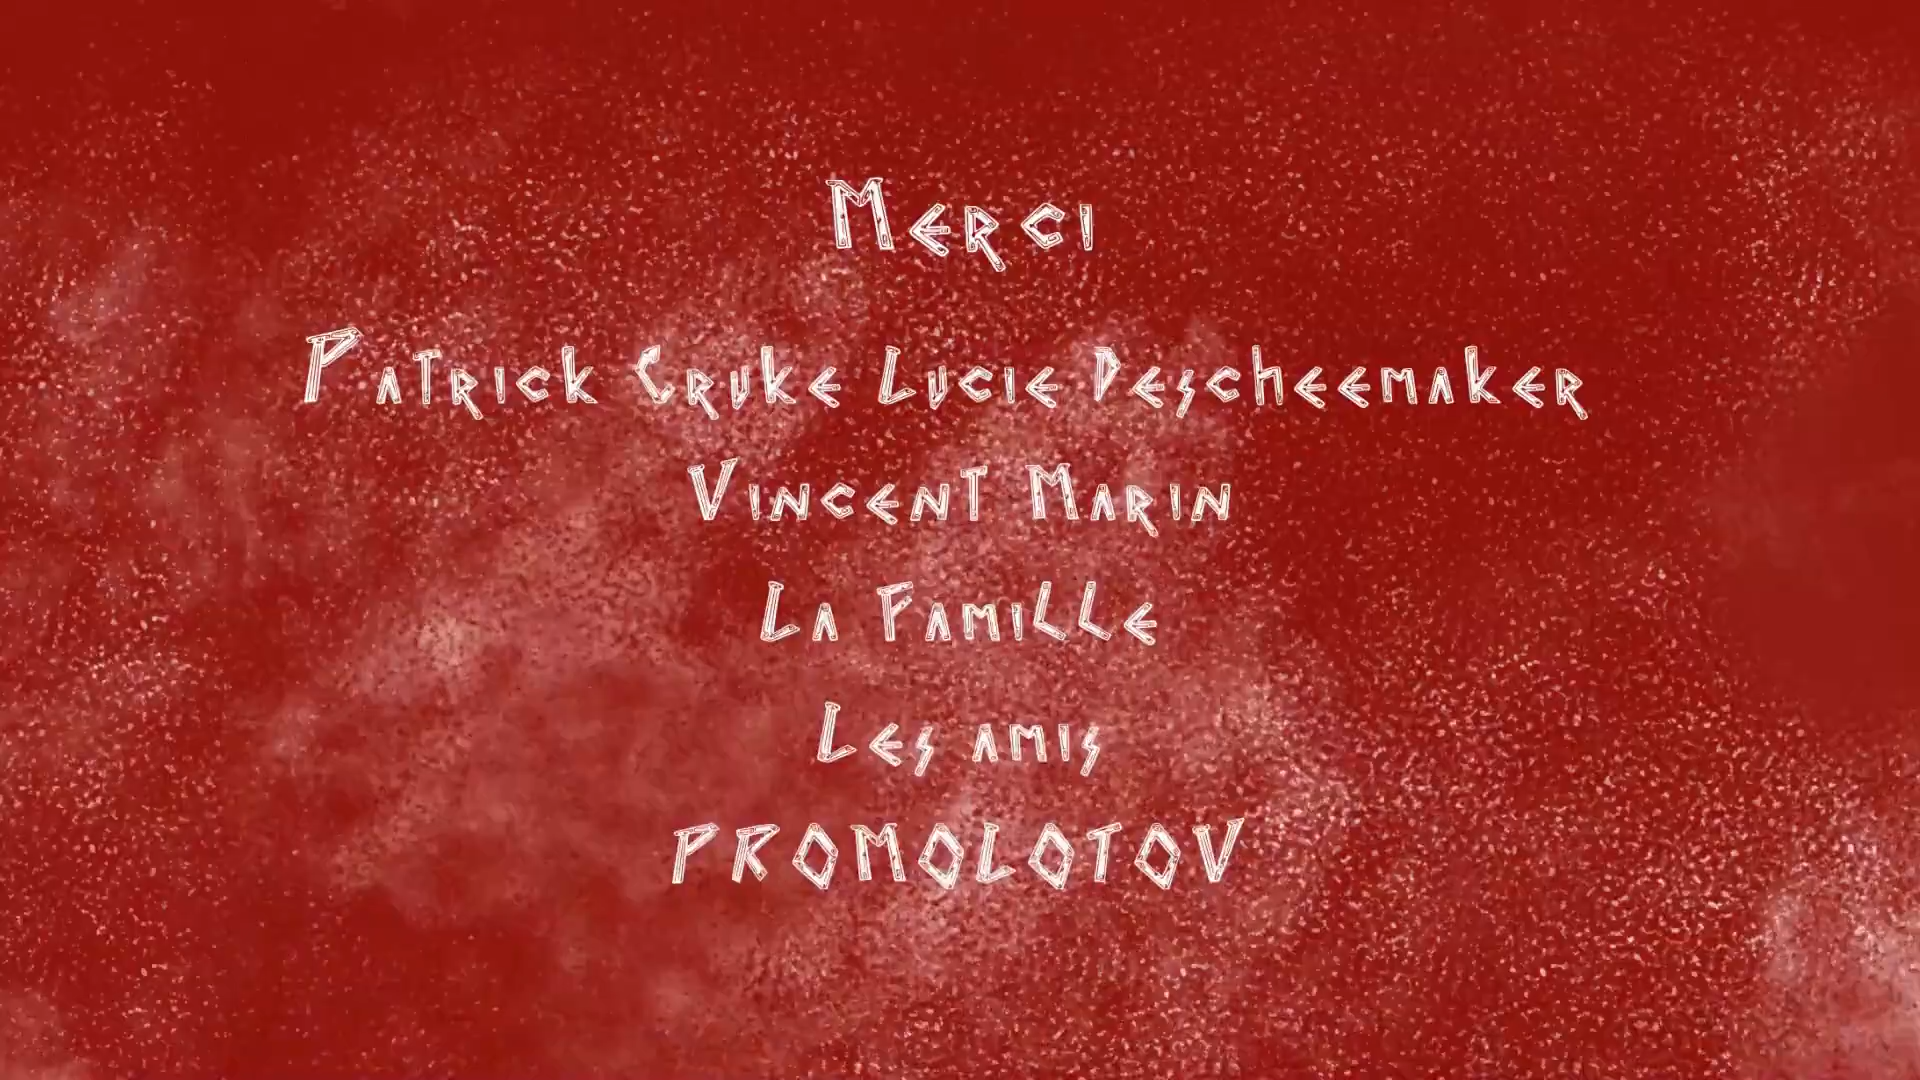 Merci
Patrick Cruke Lucie Descheemaker
Vincent Marin
La Famille
Les amis
PROMOLOTOV